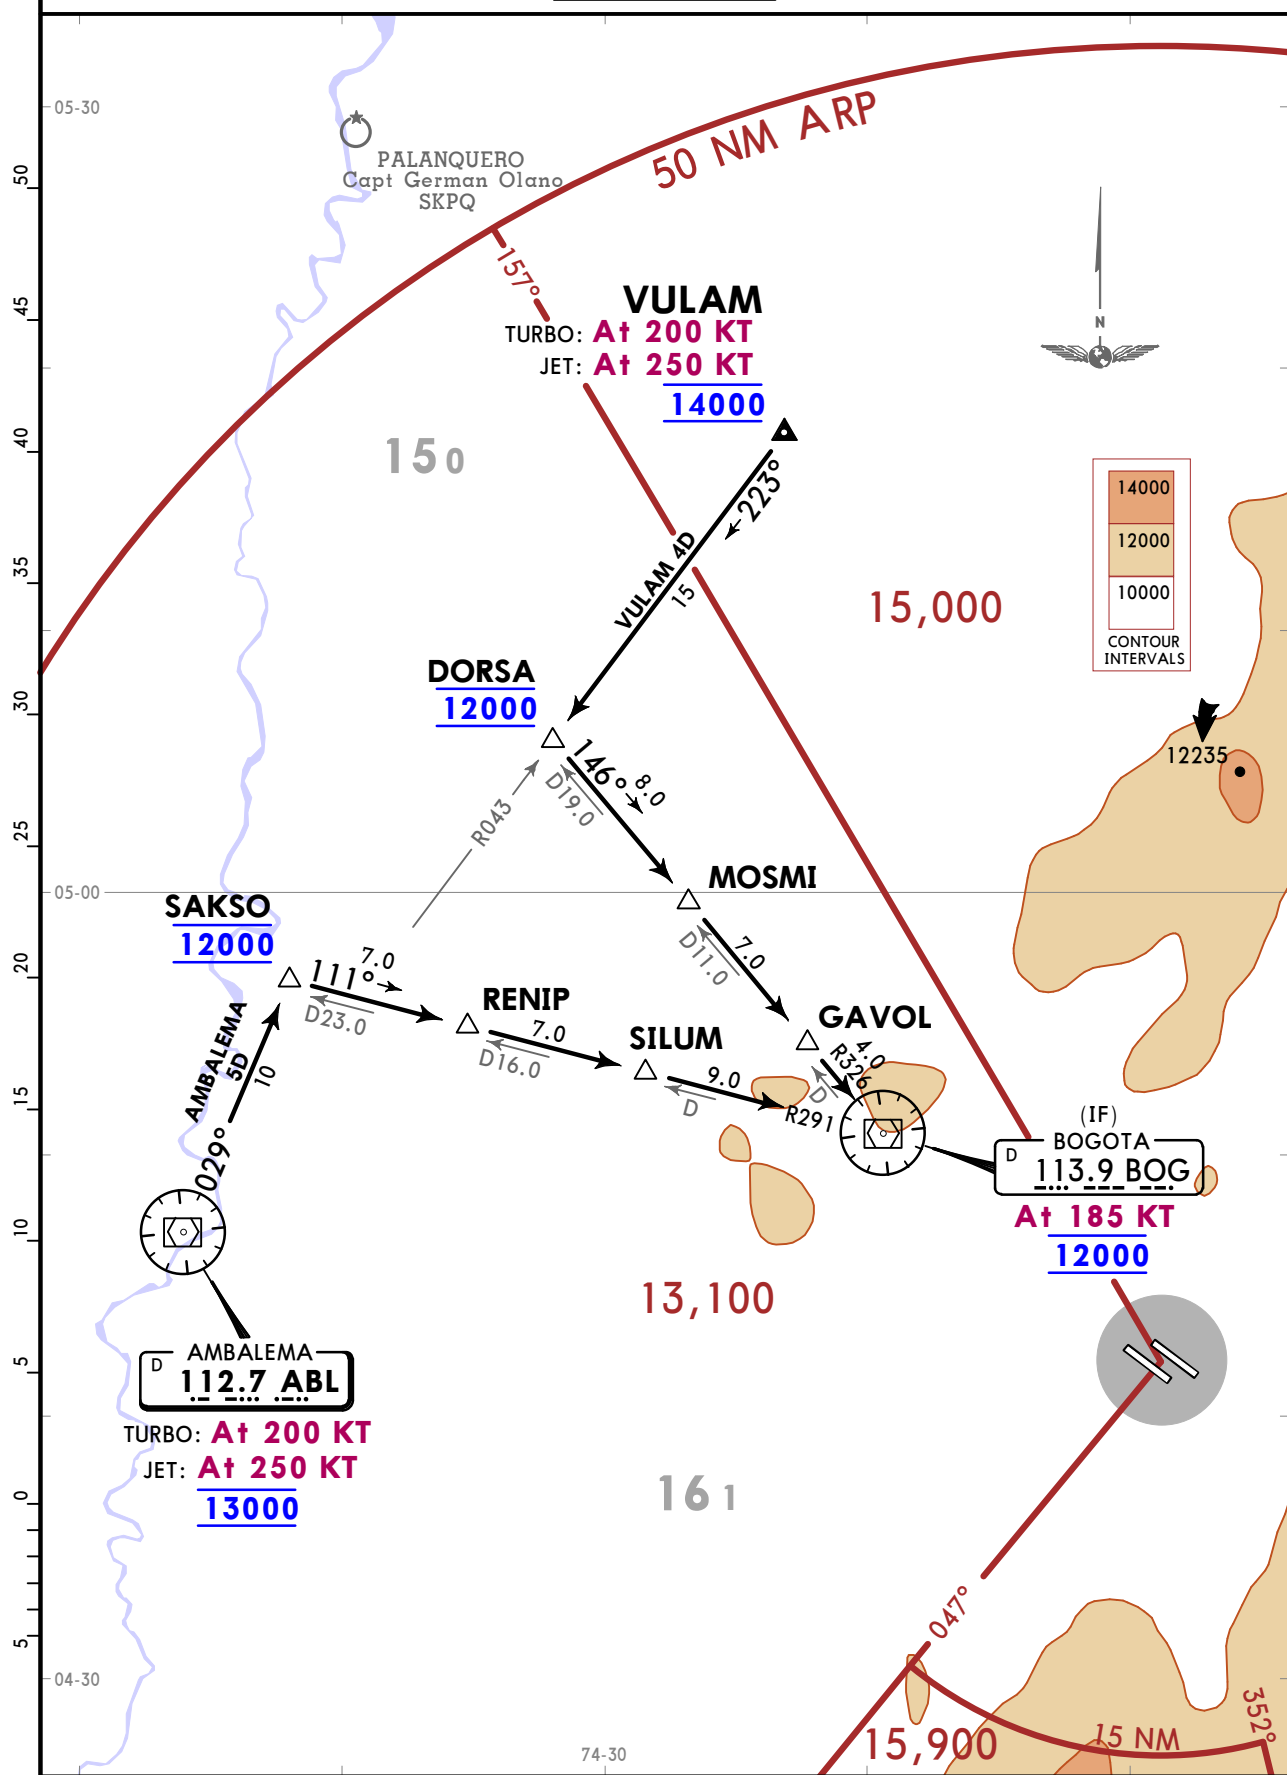 05-30
50 NM ARP
PALANQUERO
Capt German Olano
SKPQ
157°
VULAM
TURBO: At 200 KT
JET: At 250 KT
14000
N
150
223°
VULAM 4D
15
15,000
14000
12000
10000
CONTOUR
INTERVALS
DORSA
12000
12235
146°
8.0
D19.0
R043
05-00
MOSMI
7.0
D11.0
SAKSO
12000
111°
7.0
D23.0
RENIP
7.0
D16.0
SILUM
9.0
D
R291
GAVOL
4.0
R326
D
AMBALEMA
5D
10
029°
(IF)
BOGOTA
D 113.9 BOG
At 185 KT
12000
13,100
AMBALEMA
D 112.7 ABL
TURBO: At 200 KT
JET: At 250 KT
13000
161
047°
04-30
74-30
15,900
15 NM
352°
50
45
40
35
30
25
20
15
10
5
0
5